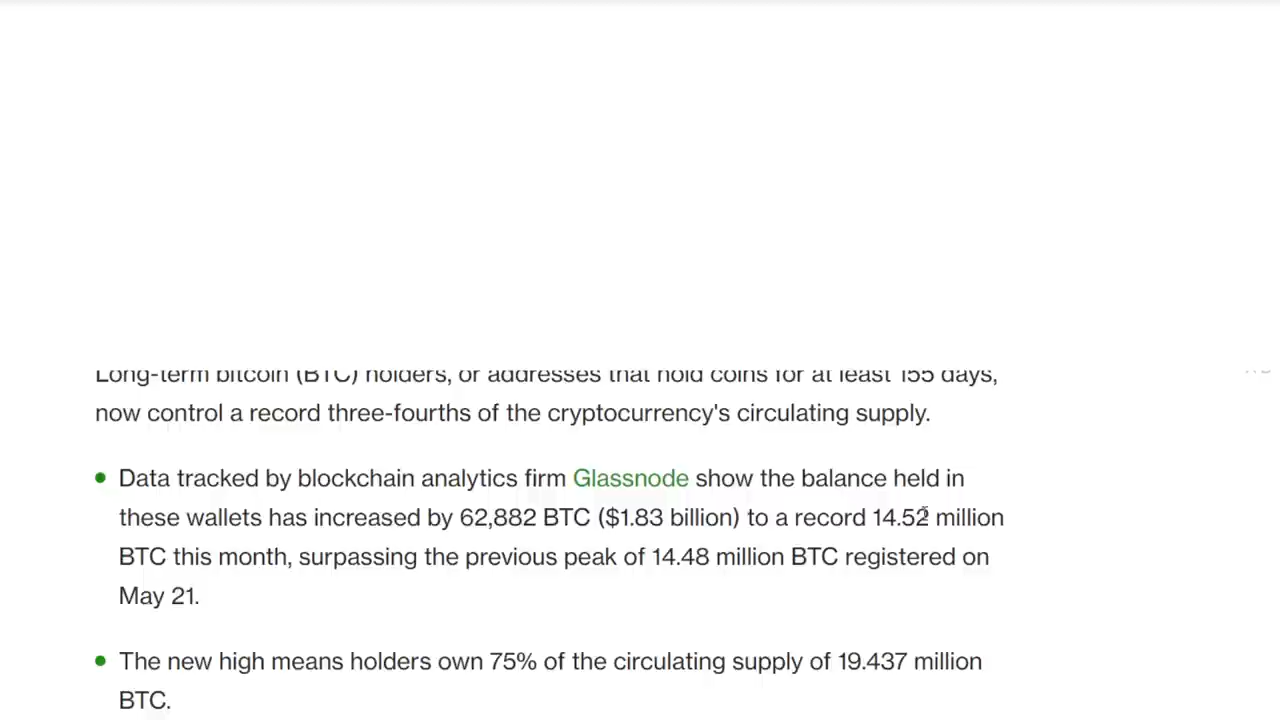 Long-term bitcoin (BTC) holders, or addresses that hold coins for at least 155 days,
now control a record three-fourths of the cryptocurrency's circulating supply.
Data tracked by blockchain analytics firm Glassnode show the balance held in
these wallets has increased by 62,882 BTC ($1.83 billion) to a record 14.52 million
BTC this month, surpassing the previous peak of 14.48 million BTC registered on
May 21.
The new high means holders own 75% of the circulating supply of 19.437 million
BTC.